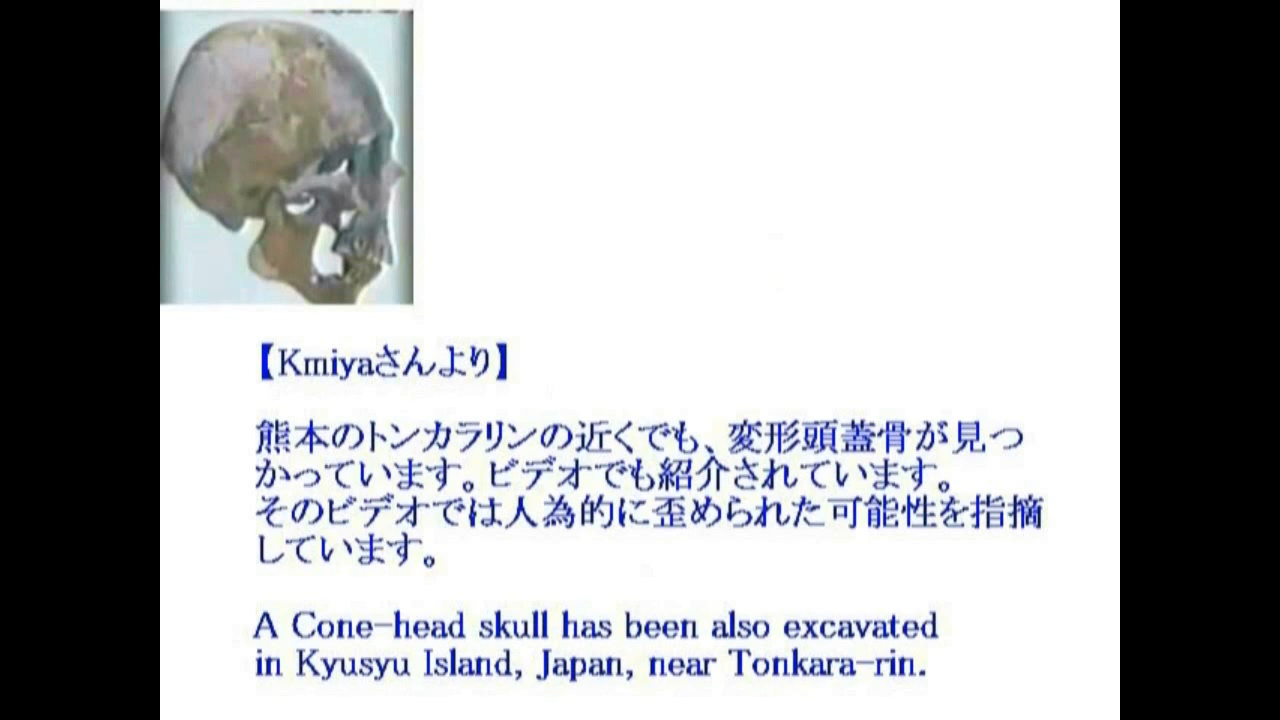 【Kmiyaさんより】
熊本のトンカラリンの近くでも、変形頭蓋骨が見つ
かっています。ビデオでも紹介されています。
そのビデオでは人為的に歪められた可能性を指摘
しています。
A Cone-head skull has been also excavated
in Kyusyu Island, Japan, near Tonkara-rin.